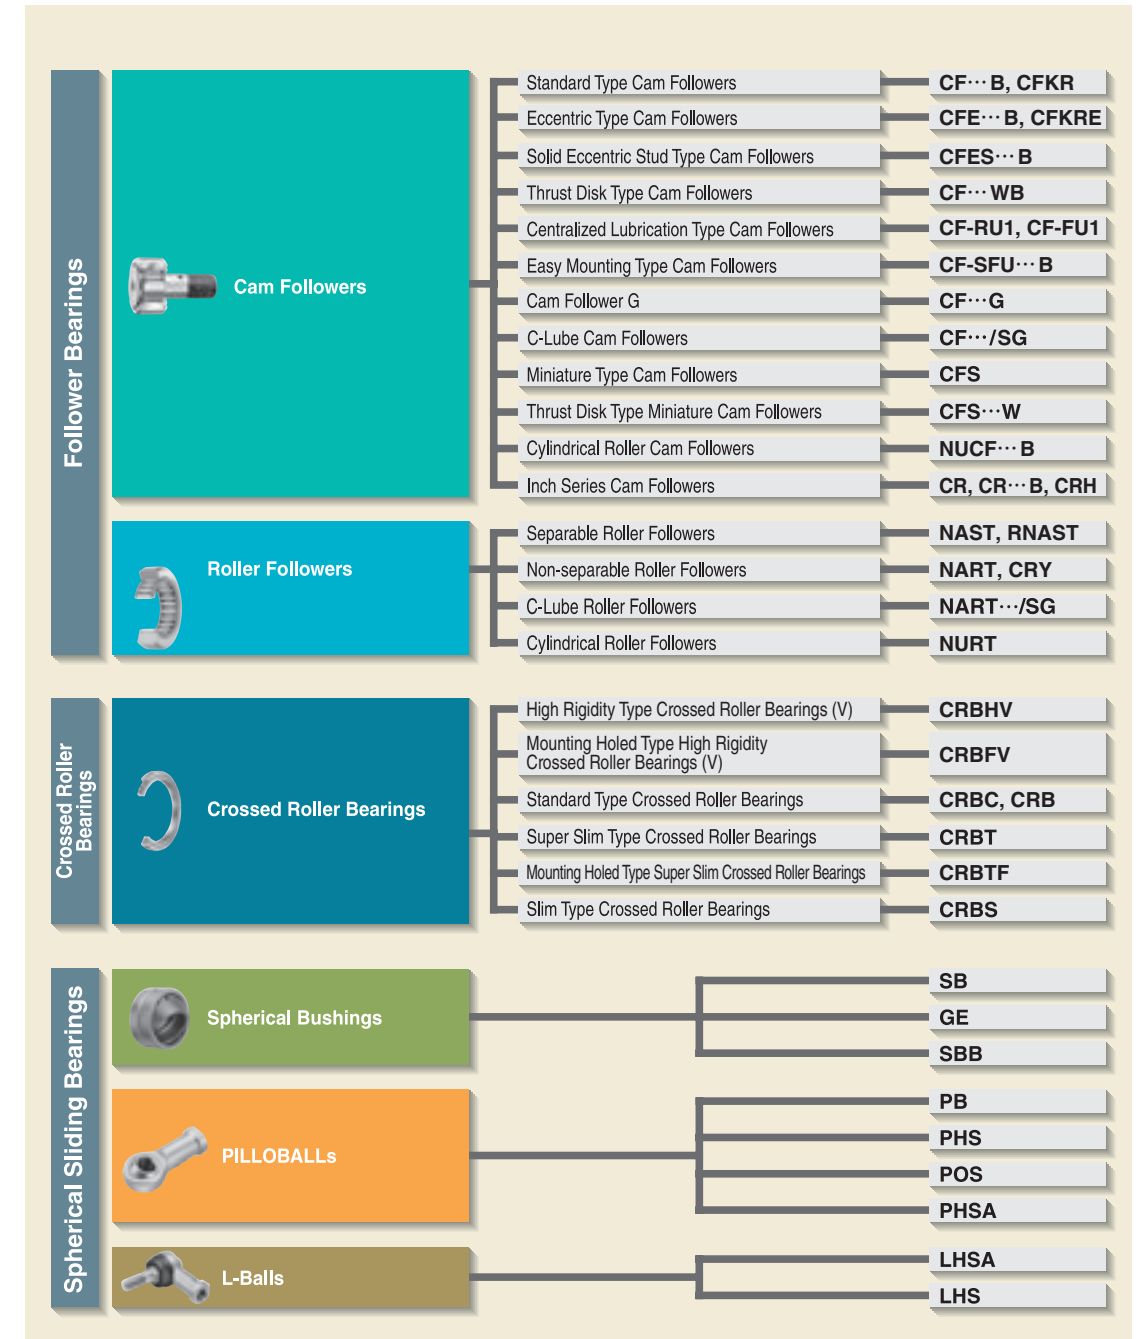 Follower Bearings
Cam Followers
Standard Type Cam Followers
CF⋯B, CFKR
Eccentric Type Cam Followers
CFE⋯B, CFKRE
Solid Eccentric Stud Type Cam Followers
CFES⋯B
Thrust Disk Type Cam Followers
CF⋯WB
Centralized Lubrication Type Cam Followers
CF-RU1, CF-FU1
Easy Mounting Type Cam Followers
CF-SFU⋯B
Cam Follower G
CF⋯G
C-Lube Cam Followers
CF⋯/SG
Miniature Type Cam Followers
CFS
Thrust Disk Type Miniature Cam Followers
CFS⋯W
Cylindrical Roller Cam Followers
NUCF⋯B
Inch Series Cam Followers
CR, CR⋯B, CRH
Roller Followers
Separable Roller Followers
NAST, RNAST
Non-separable Roller Followers
NART, CRY
C-Lube Roller Followers
NART⋯/SG
Cylindrical Roller Followers
NURT
Crossed Roller
Bearings
Crossed Roller Bearings
High Rigidity Type Crossed Roller Bearings (V)
CRBHV
Mounting Holed Type High Rigidity
Crossed Roller Bearings (V)
CRBFV
Standard Type Crossed Roller Bearings
CRBC, CRB
Super Slim Type Crossed Roller Bearings
CRBT
Mounting Holed Type Super Slim Crossed Roller Bearings
CRBTF
Slim Type Crossed Roller Bearings
CRBS
Spherical Sliding Bearings
Spherical Bushings
SB
GE
SBB
PILLOBALLs
PB
PHS
POS
PHSA
L-Balls
LHSA
LHS